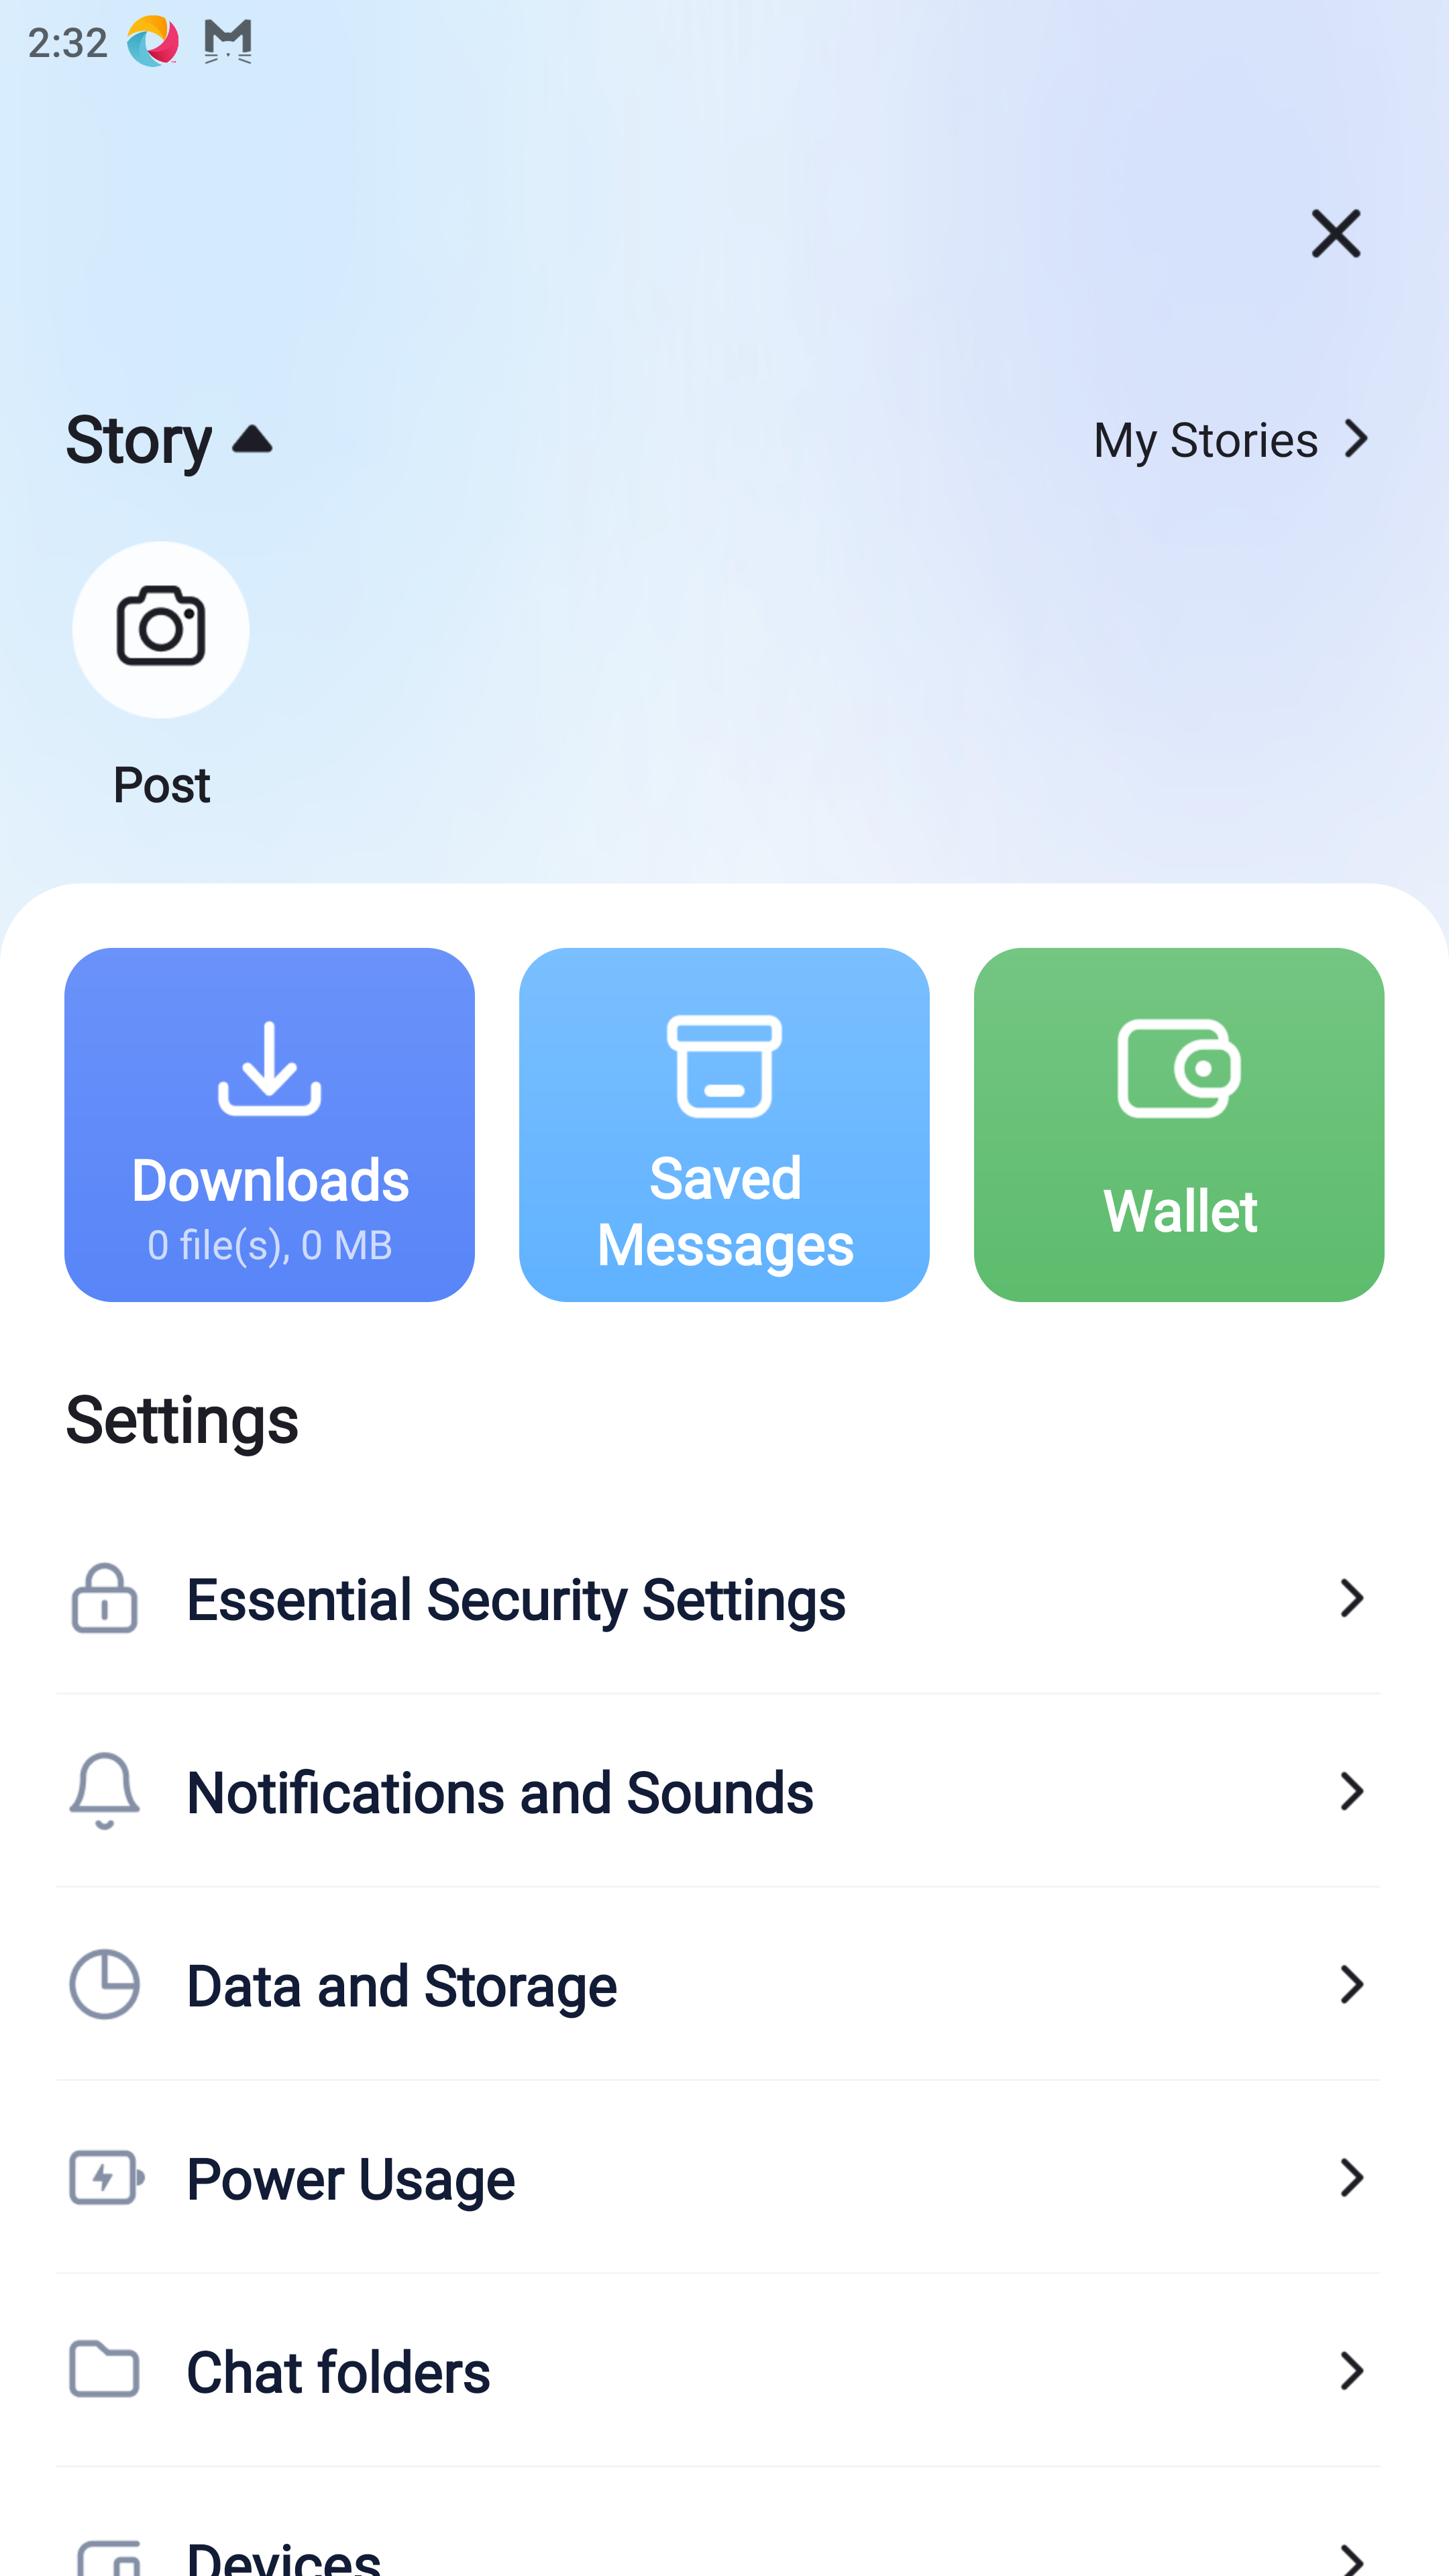 2:32
Story
My Stories
Post
Downloads
0 file(s), 0 MB
Saved
Messages
Wallet
Settings
Essential Security Settings
Notifications and Sounds
Data and Storage
Power Usage
Chat folders
Devices